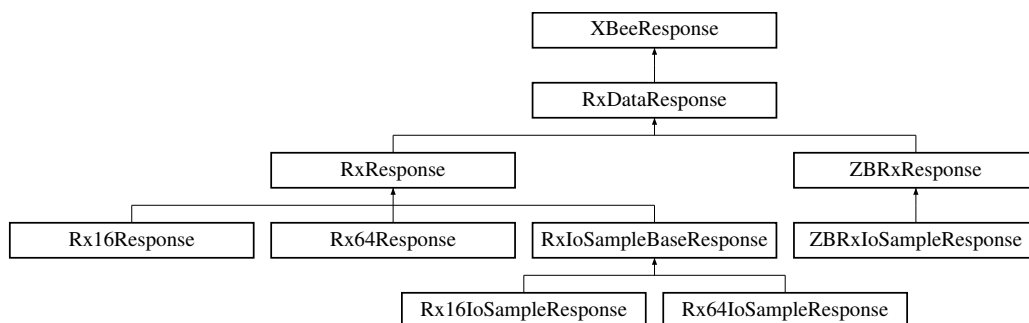 XBeeResponse
RxDataResponse
RxResponse
ZBRxResponse
Rx16Response
Rx64Response
RxIoSampleBaseResponse
ZBRxIoSampleResponse
Rx16IoSampleResponse
Rx64IoSampleResponse